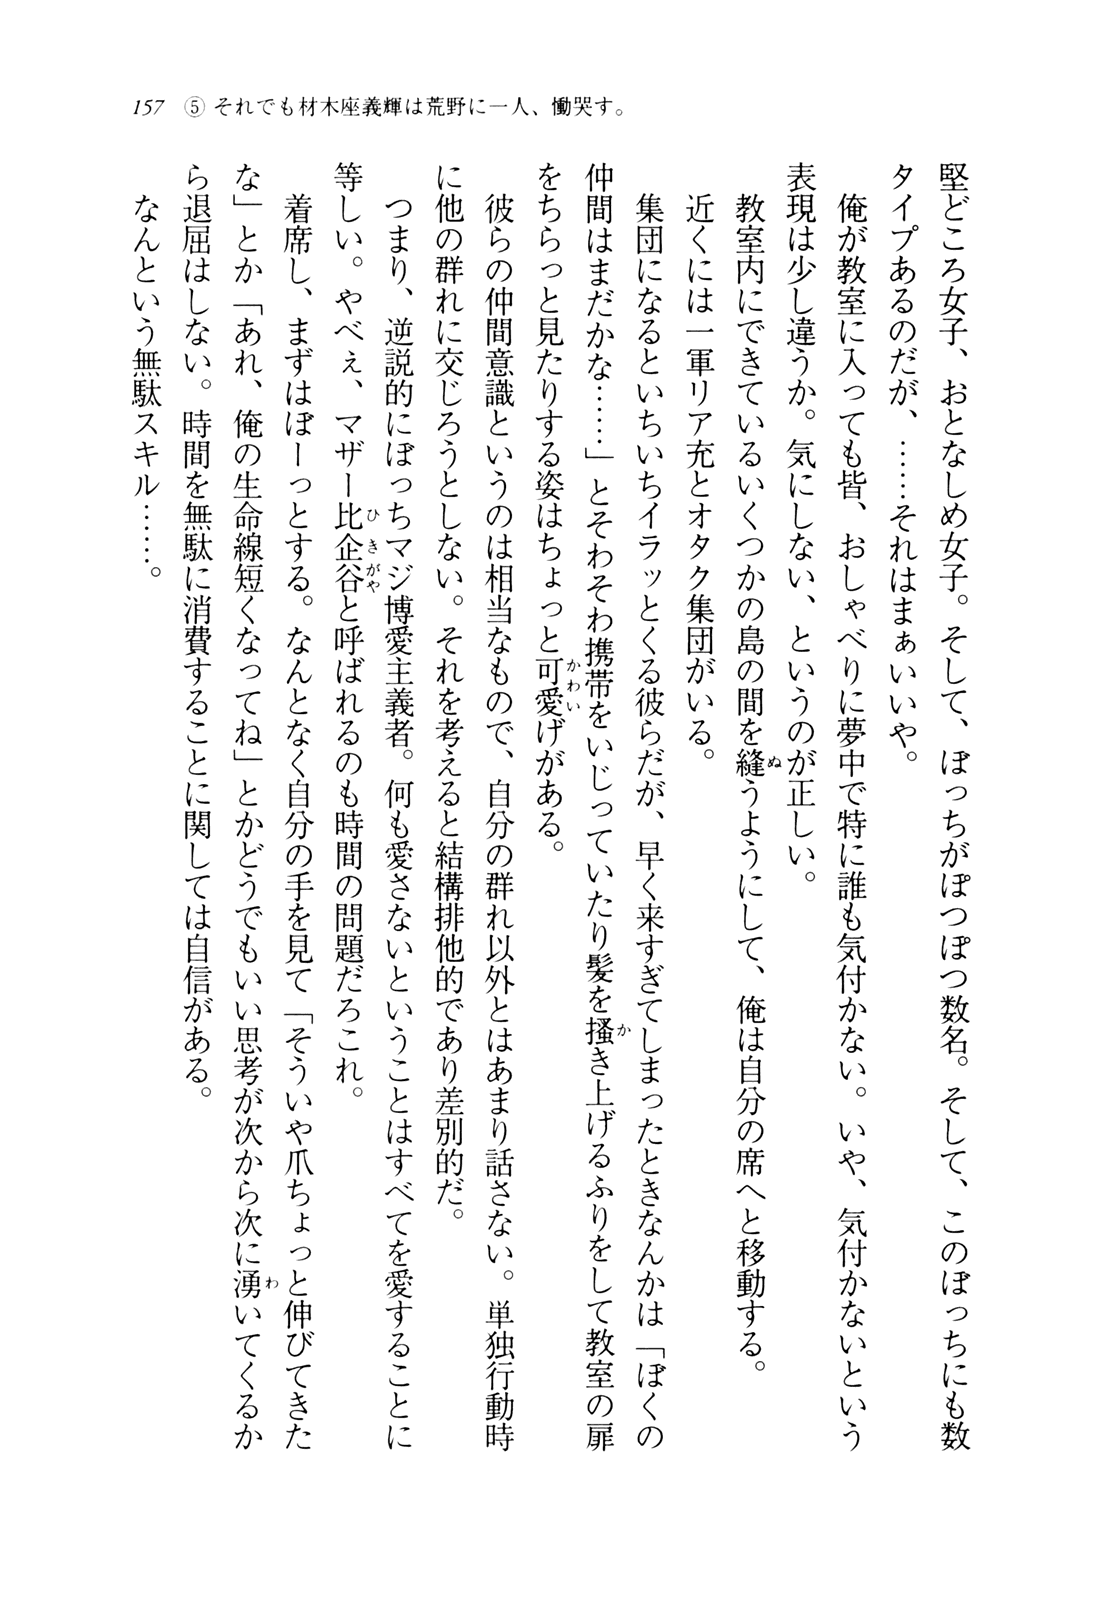 157 ⑤ それでも材木座義輝は荒野に一人、慟哭す。
堅どころ女子、おとなしめ女子。そして、ぼっちがぽつぽつ数名。そして、このぼっちにも数
タイプあるのだが、……それはまぁいいや。
俺が教室に入っても皆、おしゃべりに夢中で特に誰も気付かない。いや、気付かないという
表現は少し違うか。気にしない、というのが正しい。
教室内にできているいくつかの島の間を縫うようにして、俺は自分の席へと移動する。
近くには一軍リア充とオタク集団がいる。
集団になるといちいちイラッとくる彼らだが、早く来すぎてしまったときなんかは「ぼくの
仲間はまだかな……」とそわそわ携帯をいじっていたり髪を掻き上げるふりをして教室の扉
をちらっと見たりする姿はちょっと可愛げがある。
彼らの仲間意識というのは相当なもので、自分の群れ以外とはあまり話さない。単独行動時
に他の群れに交じろうとしない。それを考えると結構排他的であり差別的だ。
つまり、逆説的にぼっちマジ博愛主義者。何も愛さないということはすべてを愛することに
等しい。やべぇ、マザー比企谷と呼ばれるのも時間の問題だろこれ。
着席し、まずはぼーっとする。なんとなく自分の手を見て「そういや爪ちょっと伸びてきた
な」とか「あれ、俺の生命線短くなってね」とかどうでもいい思考が次から次に湧いてくるか
ら退屈はしない。時間を無駄に消費することに関しては自信がある。
なんという無駄スキル……。